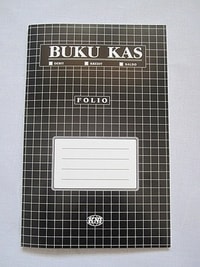 BUKU KAS
DEBIT KREDIT SALDO
FOLIO